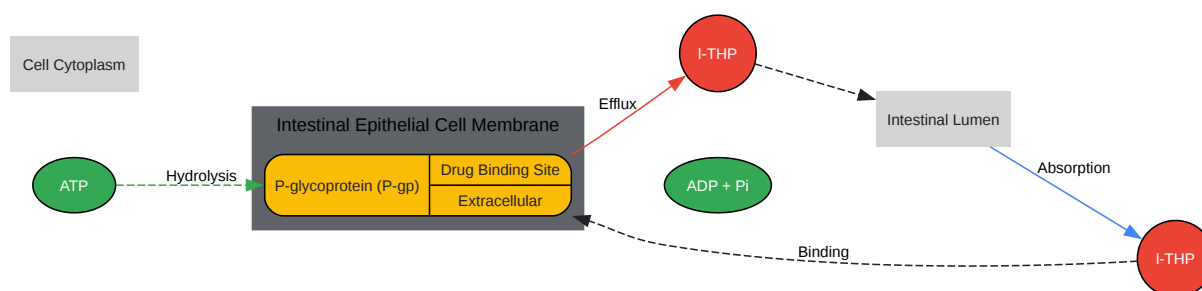 l-THP
Cell Cytoplasm
Efflux
Intestinal Lumen
Intestinal Epithelial Cell Membrane
Absorption
ATP
Hydrolysis
P-glycoprotein (P-gp)
Drug Binding Site
Extracellular
ADP + Pi
Binding
l-THP